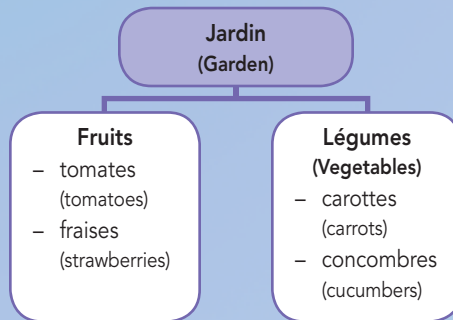 Jardin
(Garden)
Fruits
– tomates
(tomatoes)
– fraises
(strawberries)
Légumes
(Vegetables)
– carottes
(carrots)
– concombres
(cucumbers)